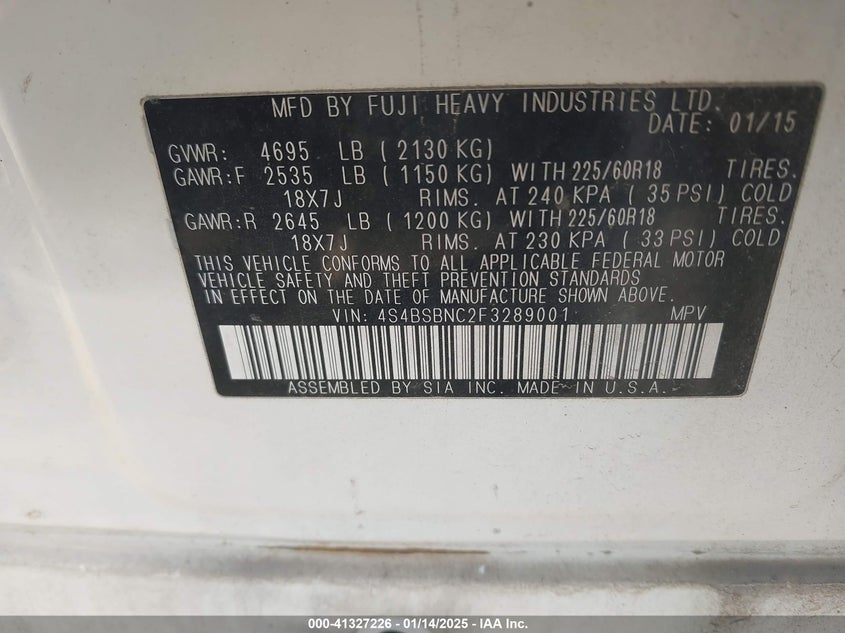 MFD BY FUJI HEAVY INDUSTRIES LTD.
DATE: 01/15
GVWR: 4695 LB ( 2130 KG)
GAWR:F 2535 LB ( 1150 KG) WITH 225/60R18 TIRES.
18X7J RIMS. AT 240 KPA ( 35 PSI) COLD
GAWR:R 2645 LB ( 1200 KG) WITH 225/60R18 TIRES.
18X7J RIMS. AT 230 KPA ( 33 PSI) COLD
THIS VEHICLE CONFORMS TO ALL APPLICABLE FEDERAL MOTOR
VEHICLE SAFETY AND THEFT PREVENTION STANDARDS
IN EFFECT ON THE DATE OF MANUFACTURE SHOWN ABOVE.
VIN: 4S4BSBNC2F3289001 MPV
ASSEMBLED BY SIA INC. MADE IN U.S.A.
000-41327226 - 01/14/2025 - IAA Inc.